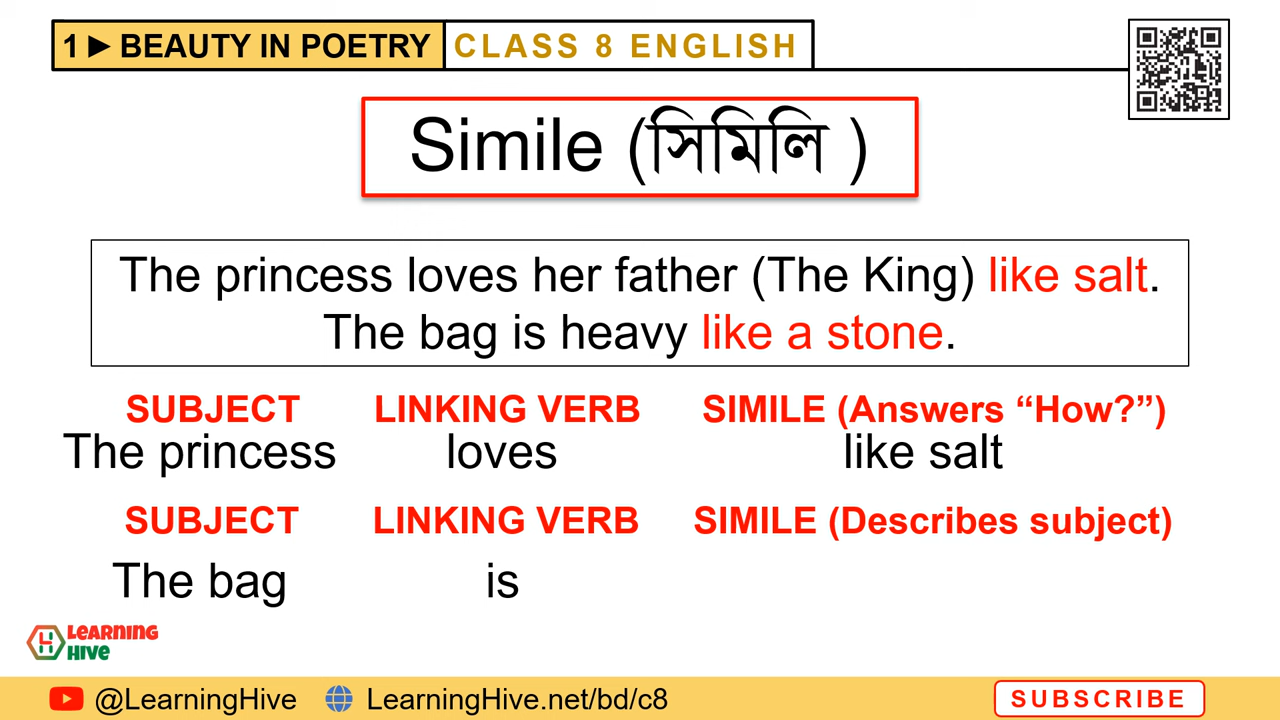 1 ► BEAUTY IN POETRY CLASS 8 ENGLISH
Simile (সিমিলি )
The princess loves her father (The King) like salt.
The bag is heavy like a stone.
SUBJECT LINKING VERB SIMILE (Answers “How?”)
The princess loves like salt
SUBJECT LINKING VERB SIMILE (Describes subject)
The bag is
Learning
Hive
@LearningHive LearningHive.net/bd/c8 SUBSCRIBE